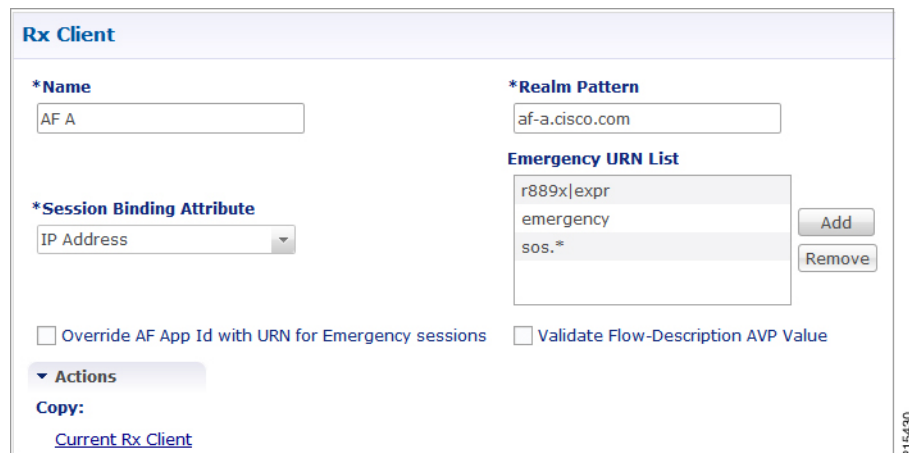 Rx Client
*Name
AF A
*Realm Pattern
af-a.cisco.com
*Session Binding Attribute
IP Address
Emergency URN List
r889x|expr
emergency
sos.*
Add
Remove
Override AF App Id with URN for Emergency sessions
Validate Flow-Description AVP Value
Actions
Copy:
Current Rx Client